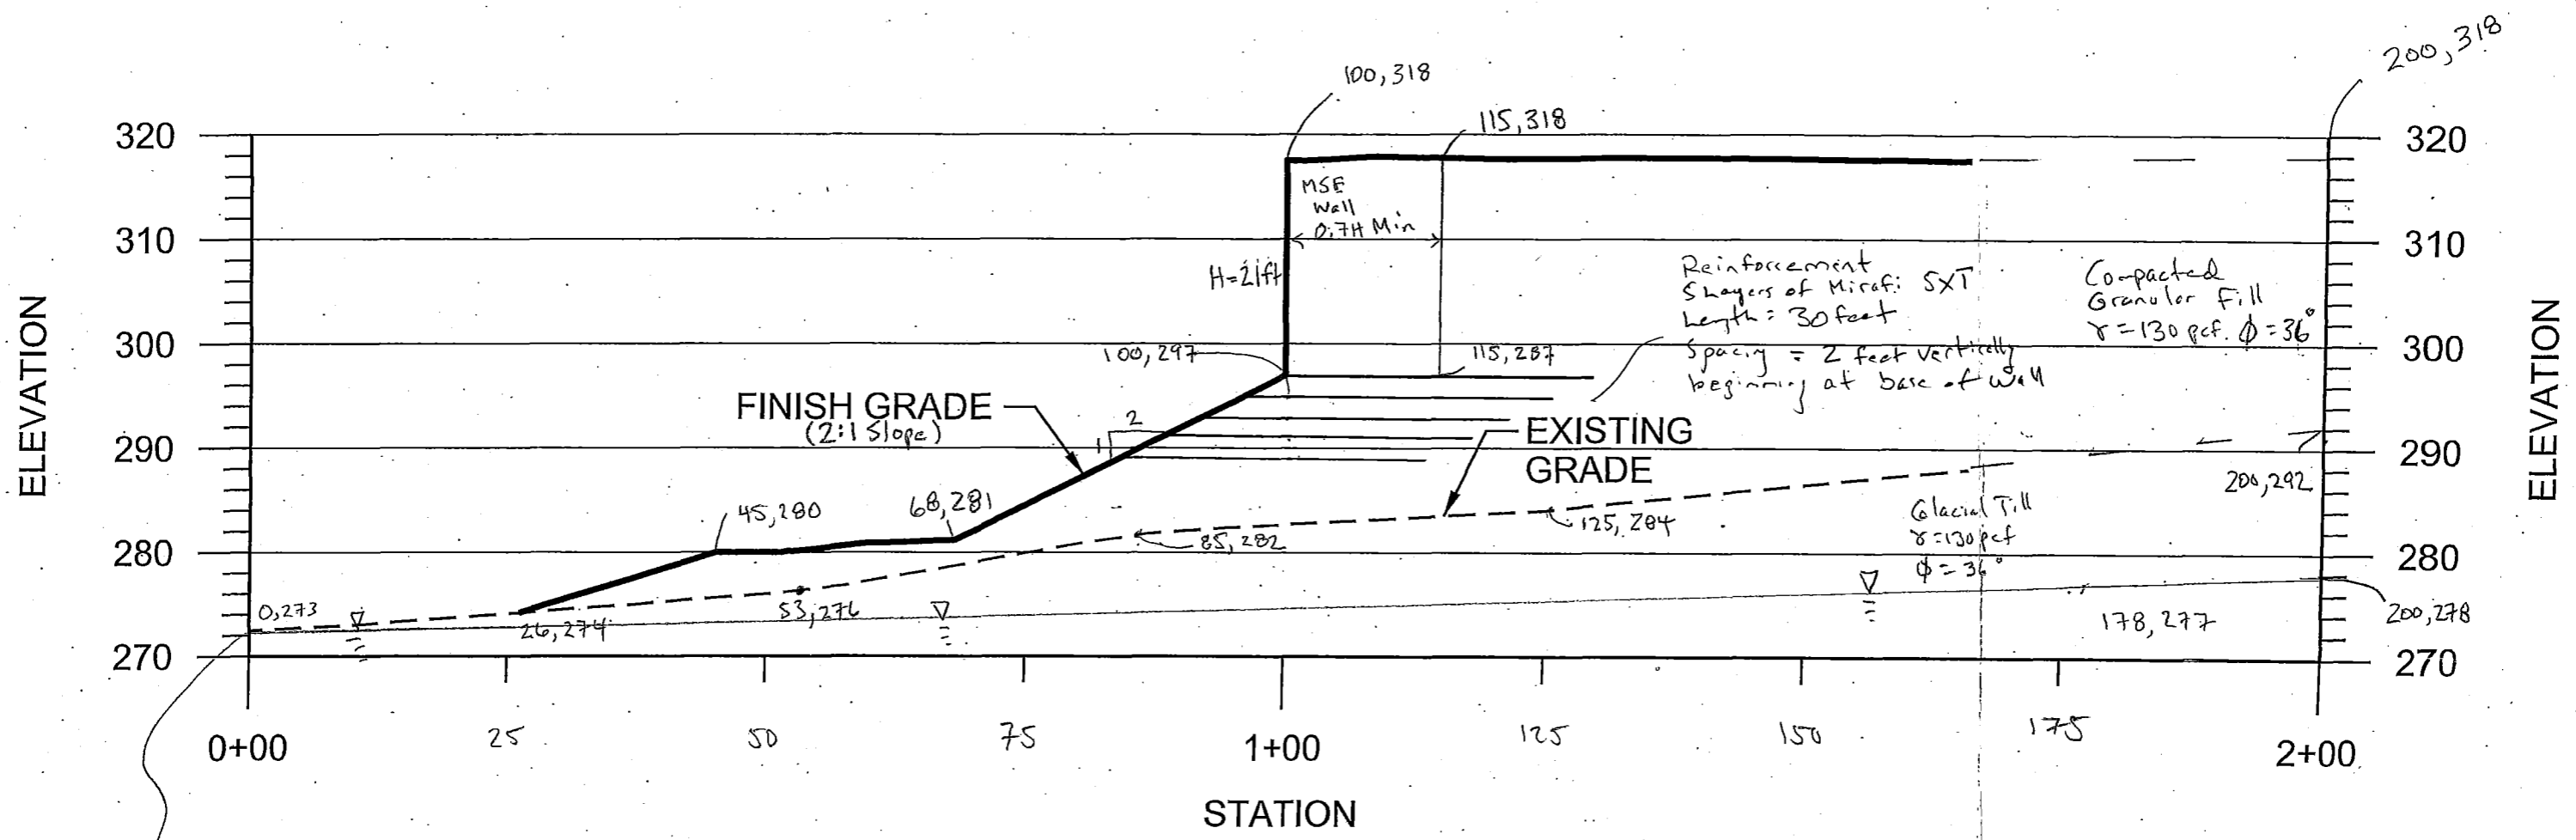 200, 318
100, 318
115, 318
320
320
MSE
Wall
0.7H Min
310
310
H=21ft
Reinforcement
5 layers of Mirafi 5XT
Length = 30 feet
Spacing = 2 feet vertically
beginning at base of wall
Compacted
Granular Fill
γ=130 pcf. φ=36°
ELEVATION
ELEVATION
300
300
100, 297
115, 287
FINISH GRADE
(2:1 Slope)
2
1
EXISTING
GRADE
290
290
200, 292
45, 280
68, 281
85, 282
125, 284
Glacial Till
γ=130 pcf
φ=36°
280
280
0, 273
26, 274
53, 276
178, 277
200, 278
270
270
0+00
25
50
75
1+00
125
150
175
2+00
STATION